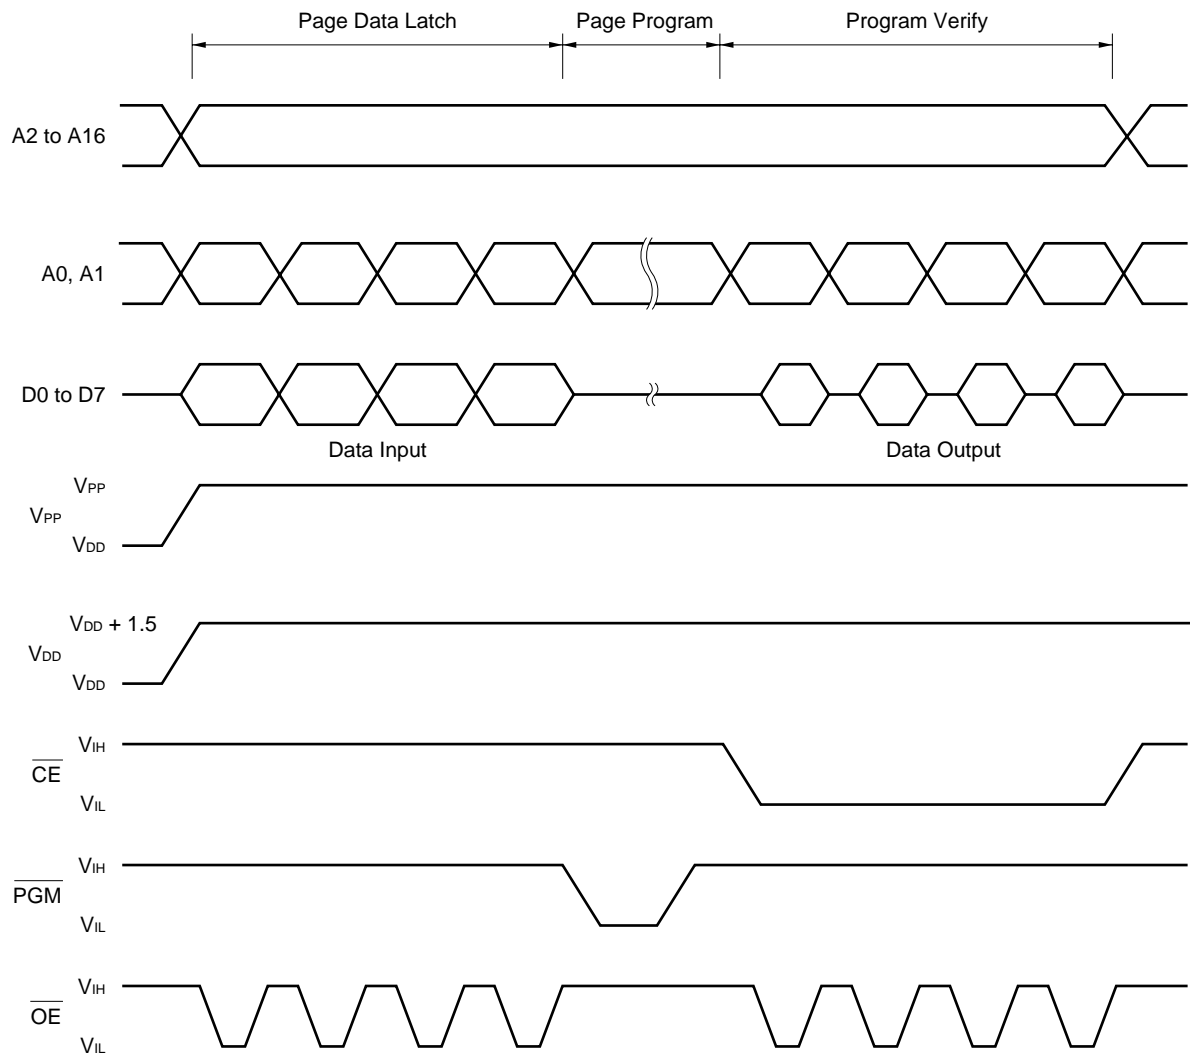 Page Data Latch Page Program Program Verify
A2 to A16
A0, A1
D0 to D7
Data Input Data Output
VPP
VPP
VDD
VDD + 1.5
VDD
VDD
VIH
CE
VIL
VIH
PGM
VIL
VIH
OE
VIL